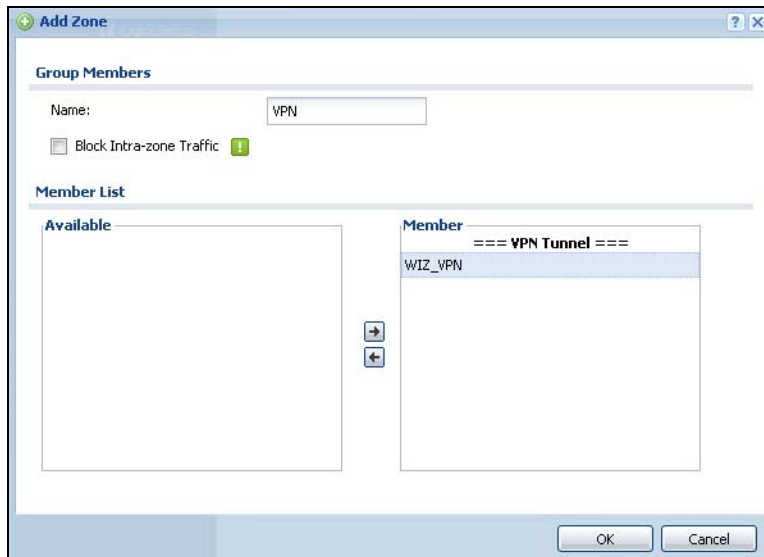 Add Zone
Group Members
Name:
VPN
Block Intra-zone Traffic
Member List
Available
Member
=== VPN Tunnel ===
WIZ_VPN
OK
Cancel